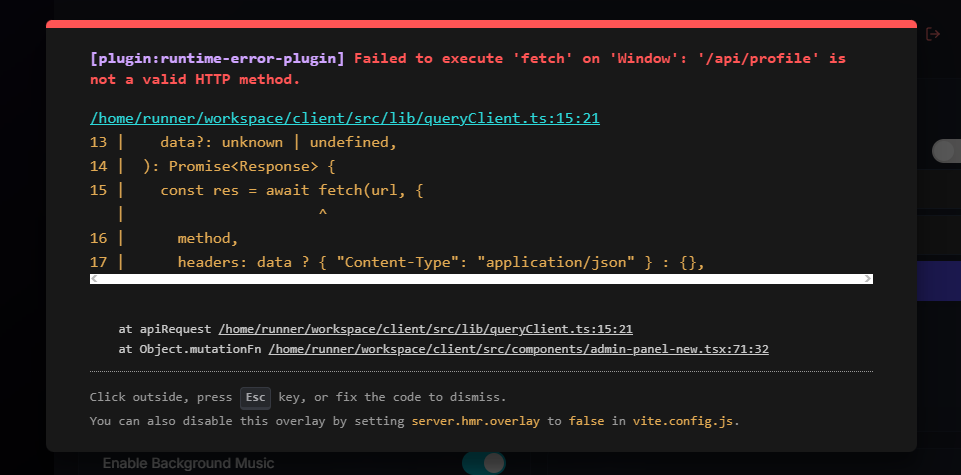 [plugin:runtime-error-plugin] Failed to execute 'fetch' on 'Window': '/api/profile' is
not a valid HTTP method.
/home/runner/workspace/client/src/lib/queryClient.ts:15:21
13 |    data?: unknown | undefined,
14 |  ): Promise<Response> {
15 |    const res = await fetch(url, {
   |                      ^
16 |      method,
17 |      headers: data ? { "Content-Type": "application/json" } : {},
at apiRequest /home/runner/workspace/client/src/lib/queryClient.ts:15:21
at Object.mutationFn /home/runner/workspace/client/src/components/admin-panel-new.tsx:71:32
Click outside, press Esc key, or fix the code to dismiss.
You can also disable this overlay by setting server.hmr.overlay to false in vite.config.js.
Enable Background Music